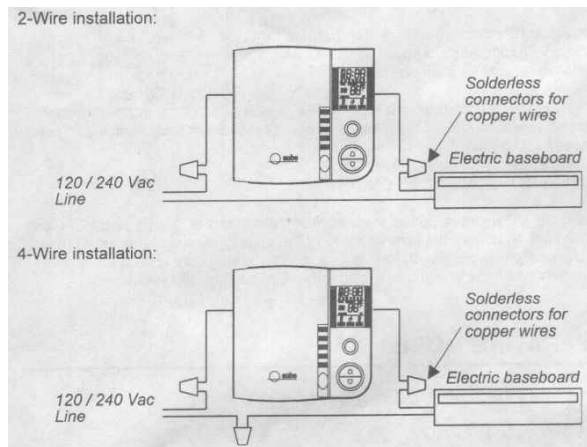 2-Wire installation:
Solderless
connectors for
copper wires
Electric baseboard
120 / 240 Vac
Line
4-Wire installation:
Solderless
connectors for
copper wires
Electric baseboard
120 / 240 Vac
Line